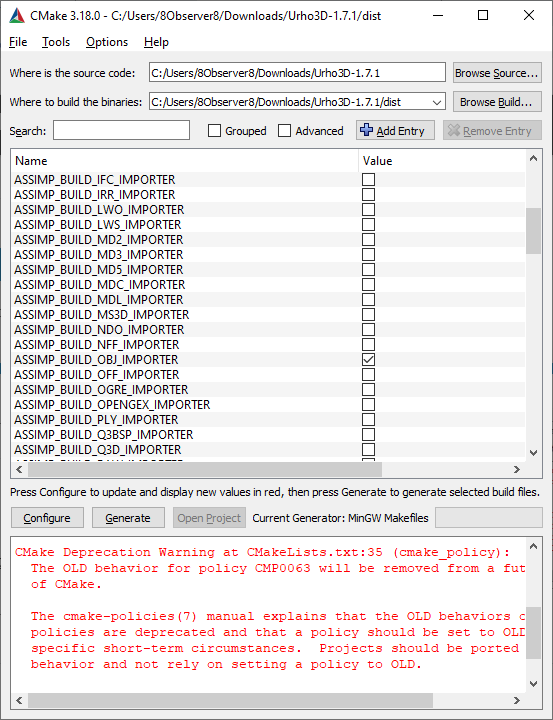 CMake 3.18.0 - C:/Users/8Observer8/Downloads/Urho3D-1.7.1/dist
File Tools Options Help
Where is the source code: C:/Users/8Observer8/Downloads/Urho3D-1.7.1 Browse Source...
Where to build the binaries: C:/Users/8Observer8/Downloads/Urho3D-1.7.1/dist Browse Build...
Search: Grouped Advanced Add Entry Remove Entry
Name Value
ASSIMP_BUILD_IFC_IMPORTER
ASSIMP_BUILD_IRR_IMPORTER
ASSIMP_BUILD_LWO_IMPORTER
ASSIMP_BUILD_LWS_IMPORTER
ASSIMP_BUILD_MD2_IMPORTER
ASSIMP_BUILD_MD3_IMPORTER
ASSIMP_BUILD_MD5_IMPORTER
ASSIMP_BUILD_MDC_IMPORTER
ASSIMP_BUILD_MDL_IMPORTER
ASSIMP_BUILD_MS3D_IMPORTER
ASSIMP_BUILD_NDO_IMPORTER
ASSIMP_BUILD_NFF_IMPORTER
ASSIMP_BUILD_OBJ_IMPORTER
ASSIMP_BUILD_OFF_IMPORTER
ASSIMP_BUILD_OGRE_IMPORTER
ASSIMP_BUILD_OPENGEX_IMPORTER
ASSIMP_BUILD_PLY_IMPORTER
ASSIMP_BUILD_Q3BSP_IMPORTER
ASSIMP_BUILD_Q3D_IMPORTER
Press Configure to update and display new values in red, then press Generate to generate selected build files.
Configure Generate Open Project Current Generator: MinGW Makefiles
CMake Deprecation Warning at CMakeLists.txt:35 (cmake_policy):
The OLD behavior for policy CMP0063 will be removed from a fut
of CMake.
The cmake-policies(7) manual explains that the OLD behaviors
policies are deprecated and that a policy should be set to OLD
specific short-term circumstances. Projects should be ported
behavior and not rely on setting a policy to OLD.